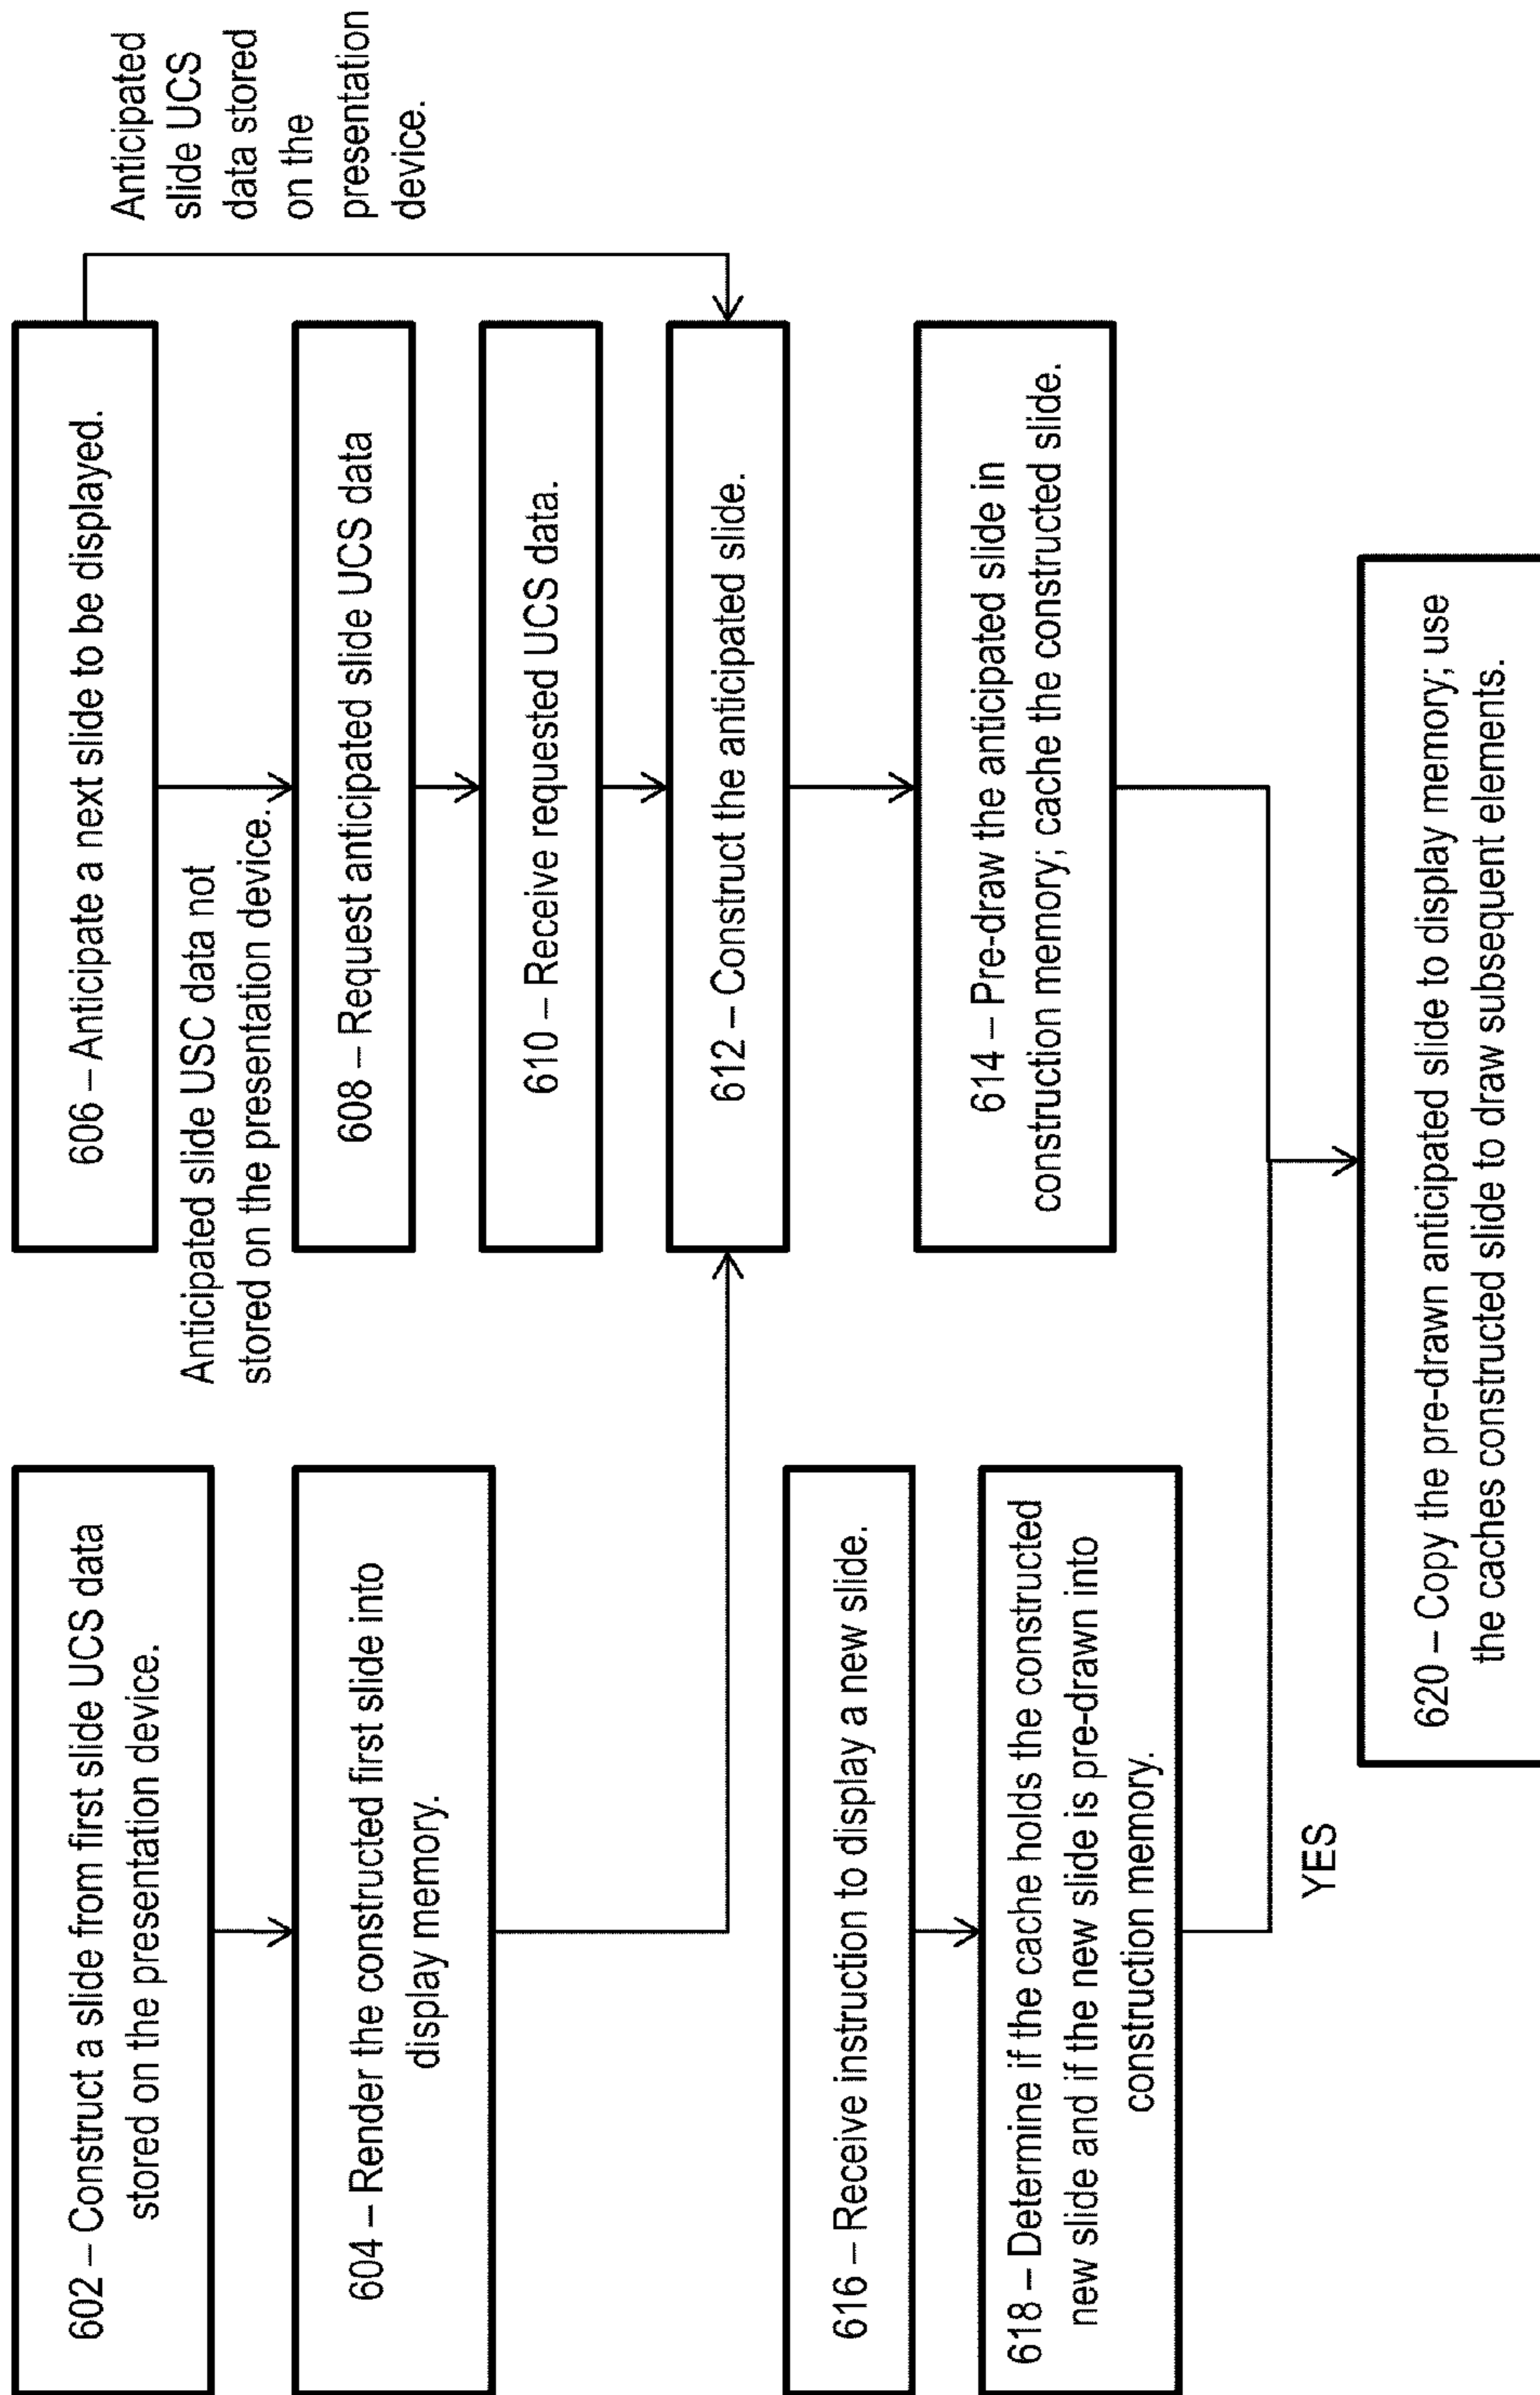 602 – Construct a slide from first slide UCS data
stored on the presentation device.
604 – Render the constructed first slide into
display memory.
606 – Anticipate a next slide to be displayed.
Anticipated slide USC data not
stored on the presentation device.
Anticipated
slide UCS
data stored
on the
presentation
device.
608 – Request anticipated slide UCS data
610 – Receive requested UCS data.
612 – Construct the anticipated slide.
614 – Pre-draw the anticipated slide in
construction memory; cache the constructed slide.
616 – Receive instruction to display a new slide.
618 – Determine if the cache holds the constructed
new slide and if the new slide is pre-drawn into
construction memory.
YES
620 – Copy the pre-drawn anticipated slide to display memory; use
the caches constructed slide to draw subsequent elements.